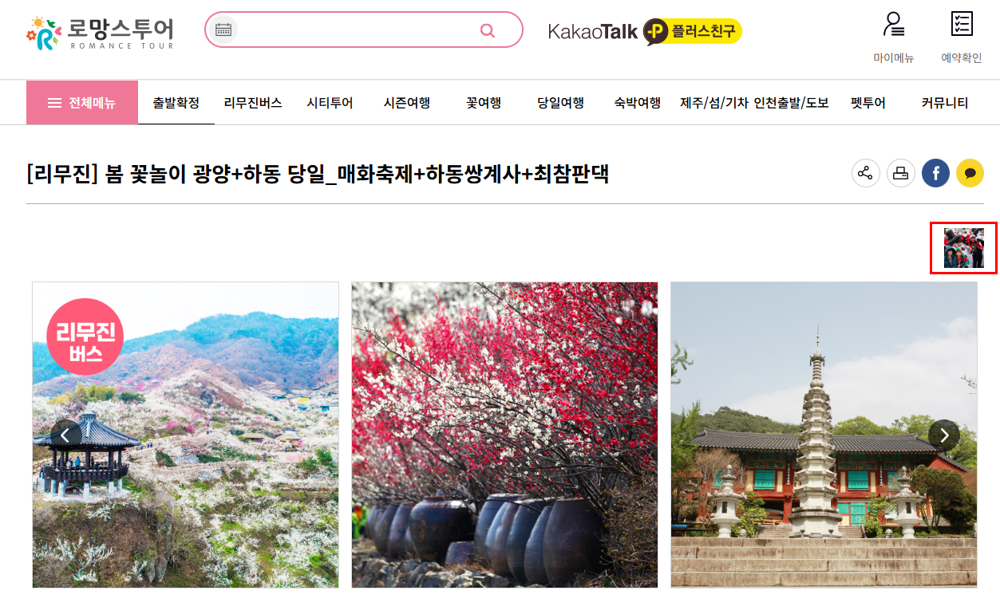 로망스투어
ROMANCE TOUR
KakaoTalk P 플러스친구
마이메뉴
예약확인
전체메뉴 출발확정 리무진버스 시티투어 시즌여행 꽃여행 당일여행 숙박여행 제주/섬/기차 인천출발/도보 펫투어 커뮤니티
[리무진] 봄 꽃놀이 광양+하동 당일_매화축제+하동쌍계사+최참판댁
리무진
버스